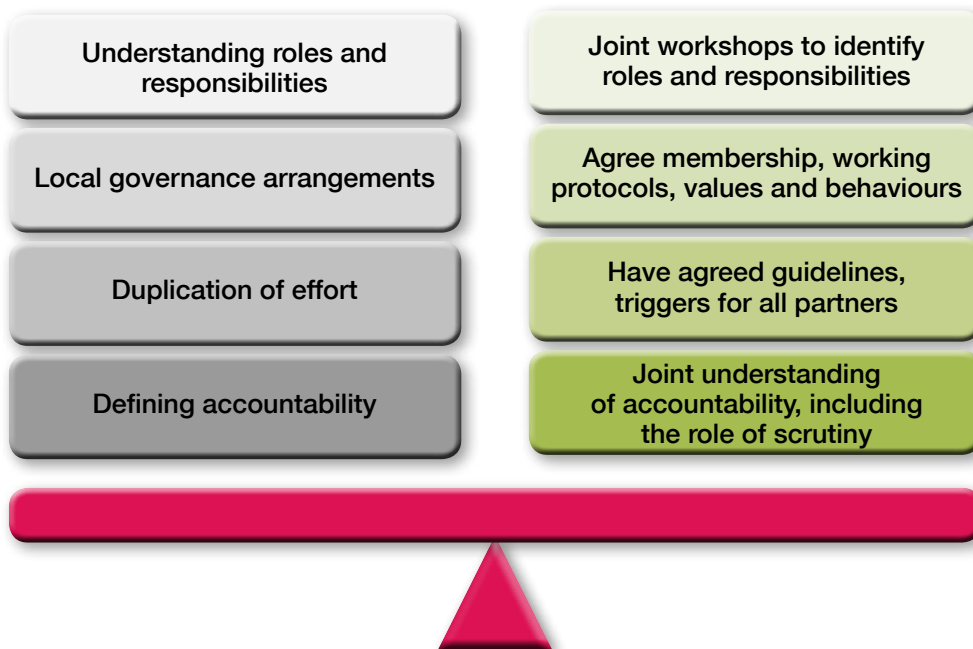 Understanding roles and
responsibilities
Local governance arrangements
Duplication of effort
Defining accountability
Joint workshops to identify
roles and responsibilities
Agree membership, working
protocols, values and behaviours
Have agreed guidelines,
triggers for all partners
Joint understanding
of accountability, including
the role of scrutiny